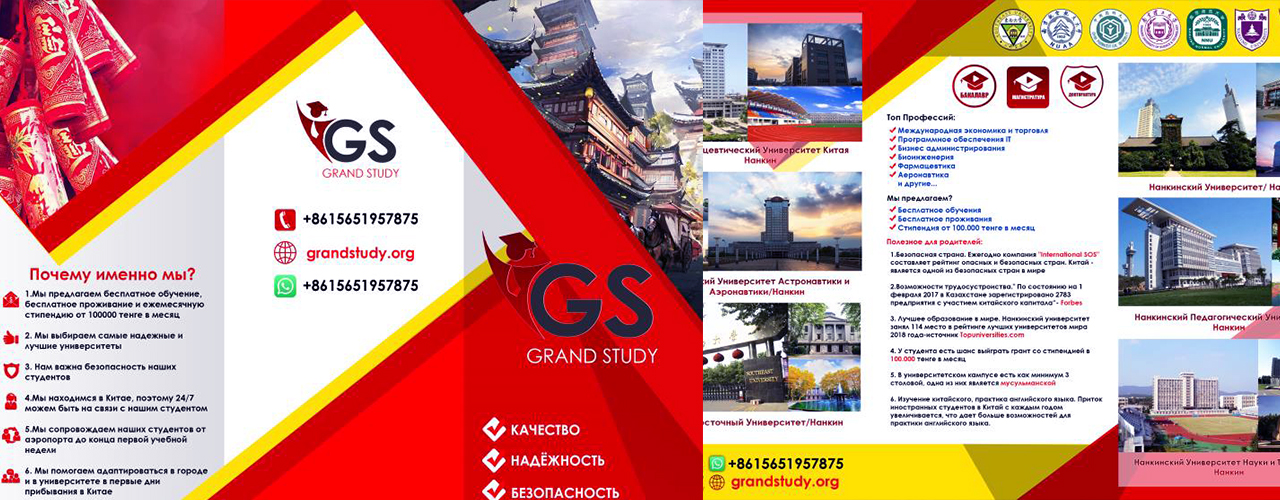 Почему именно мы?
1.Мы предлагаем бесплатное обучение,
бесплатное проживание и ежемесячную
стипендию от 100000 тенге в месяц
2. Мы выбираем самые надежные и
лучшие университеты
3. Нам важна безопасность наших
студентов
4.Мы находимся в Китае, поэтому 24/7
можем быть на связи с нашим студентом
5.Мы сопровождаем наших студентов от
аэропорта до конца первой учебной
недели
6. Мы помогаем адаптироваться в городе
и в университете в первые дни
прибывания в Китае
GS
GRAND STUDY
+8615651957875
grandstudy.org
+8615651957875
GS
GRAND STUDY
КАЧЕСТВО
НАДЁЖНОСТЬ
БЕЗОПАСНОСТЬ
цевтический Университет Китая
Нанкин
кий Университет Астронавтики и
Аэронавтики/Нанкин
SOUTHEAST
UNIVERSITY
осточный Университет/Нанкин
+8615651957875
grandstudy.org
NUAA
NMU
БАКАЛАВР
МАГИСТРАТУРА
ДОКТОРАНТУРА
Топ Профессий:
Международная экономика и торговля
Программное обеспечения IT
Бизнес администрирования
Биоинженерия
Фармацевтика
Аеронавтика
и другие...
Мы предлагаем?
Бесплатное обучения
Бесплатное проживания
Стипендия от 100.000 тенге в месяц
Полезное для родителей:
1.Безопасная страна. Ежегодно компания "International SOS"
составляет рейтинг опасных и безопасных стран. Китай -
является одной из безопасных стран в мире
2.Возможности трудосустройства." По состоянию на 1
февраля 2017 в Казахстане зарегистрировано 2783
предприятия с участием китайского капитала"- Forbes
3. Лучшее образование в мире. Нанкинский университет
занял 114 место в рейтинге лучших университетов мира
2018 года-источник Topuniversities.com
4. У студента есть шанс выйграть грант со стипендией в
100.000 тенге в месяц
5. В университетском кампусе есть как минимум 3
столовой, одна из них является мусульманской
6. Изучение китайского, практика английского языка. Приток
иностранных студентов в Китай с каждым годом
увеличивается, что дает больше возможностей для
практики английского языка.
Нанкинский Университет/ На
Нанкинский Педагогический Уни
Нанкин
Нанкинский Университет Науки и Т
Нанкин